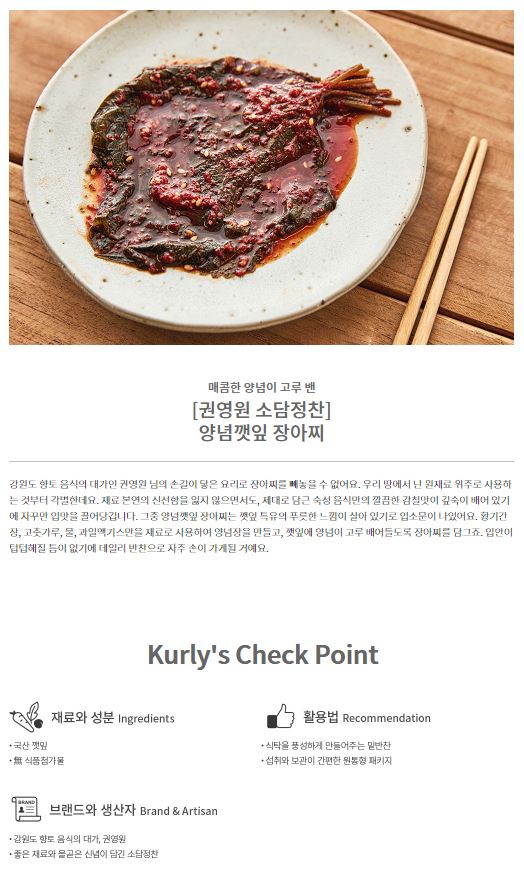 매콤한 양념이 고루 밴
[권영원 소담정찬]
양념깻잎 장아찌
강원도 향토 음식의 대가인 권영원 님의 손길이 닿은 요리로 장아찌를 빼놓을 수 없어요. 우리 땅에서 난 원재료 위주로 사용하
는 것부터 각별한데요. 재료 본연의 신선함을 잃지 않으면서도, 제대로 담근 숙성 음식만의 깔끔한 감칠맛이 깊숙이 배어 있기
에 자꾸만 입맛을 끌어당깁니다. 그중 양념깻잎 장아찌는 깻잎 특유의 푸릇한 느낌이 살아 있기로 입소문이 나있어요. 황기간
장, 고춧가루, 물, 과일액기스만을 재료로 사용하여 양념장을 만들고, 깻잎에 양념이 고루 배어들도록 장아찌를 담그죠. 입안이
텁텁해질 틈이 없기에 데일리 반찬으로 자주 손이 가게될 거예요.
Kurly's Check Point
재료와 성분 Ingredients
• 국산 깻잎
• 無 식품첨가물
활용법 Recommendation
• 식탁을 풍성하게 만들어주는 밑반찬
• 섭취와 보관이 간편한 원통형 패키지
BRAND
브랜드와 생산자 Brand & Artisan
• 강원도 향토 음식의 대가, 권영원
• 좋은 재료와 올곧은 신념이 담긴 소담정찬